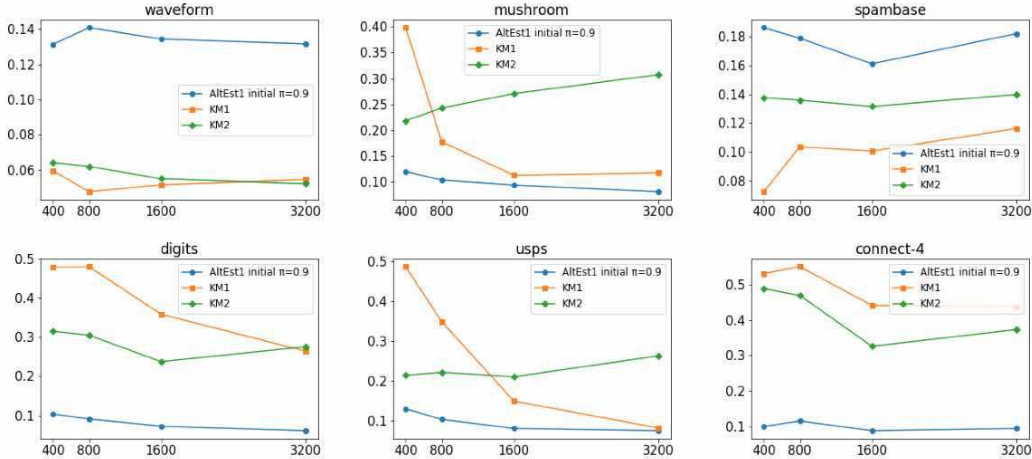 waveform
0.14
0.12
0.10
0.08
0.06
400 800 1600 3200
AltEst1 initial π=0.9
KM1
KM2
mushroom
0.40
0.35
0.30
0.25
0.20
0.15
0.10
400 800 1600 3200
AltEst1 initial π=0.9
KM1
KM2
spambase
0.18
0.16
0.14
0.12
0.10
0.08
400 800 1600 3200
AltEst1 initial π=0.9
KM1
KM2
digits
0.5
0.4
0.3
0.2
0.1
400 800 1600 3200
AltEst1 initial π=0.9
KM1
KM2
usps
0.5
0.4
0.3
0.2
0.1
400 800 1600 3200
AltEst1 initial π=0.9
KM1
KM2
connect-4
0.5
0.4
0.3
0.2
0.1
400 800 1600 3200
AltEst1 initial π=0.9
KM1
KM2